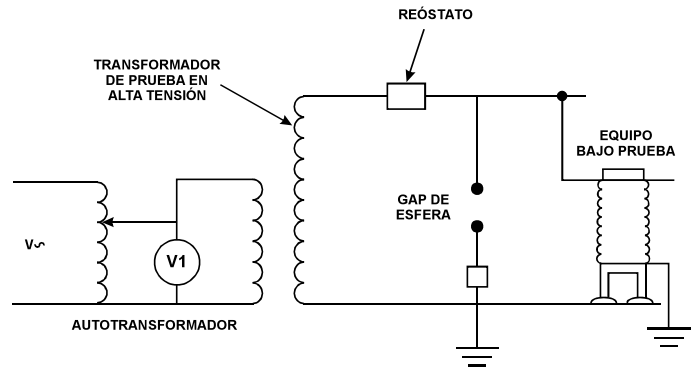 REÓSTATO
TRANSFORMADOR
DE PRUEBA EN
ALTA TENSIÓN
EQUIPO
BAJO PRUEBA
GAP DE
ESFERA
V~
V1
AUTOTRANSFORMADOR